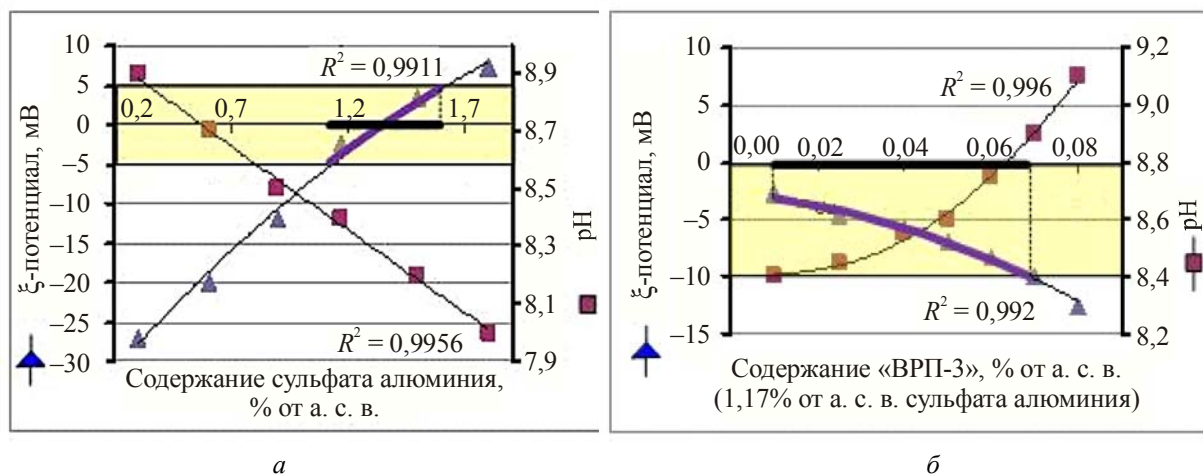 10
5
0
–5
–10
–15
–20
–25
–30
ξ-потенциал, мВ
0,2
0,7
1,2
1,7
R² = 0,9911
R² = 0,9956
8,9
8,7
8,5
8,3
8,1
7,9
pH
Содержание сульфата алюминия,
% от а. с. в.
а
10
5
0
–5
–10
–15
ξ-потенциал, мВ
0,00
0,02
0,04
0,06
0,08
R² = 0,996
R² = 0,992
9,2
9,0
8,8
8,6
8,4
8,2
pH
Содержание «ВРП-3», % от а. с. в.
(1,17% от а. с. в. сульфата алюминия)
б